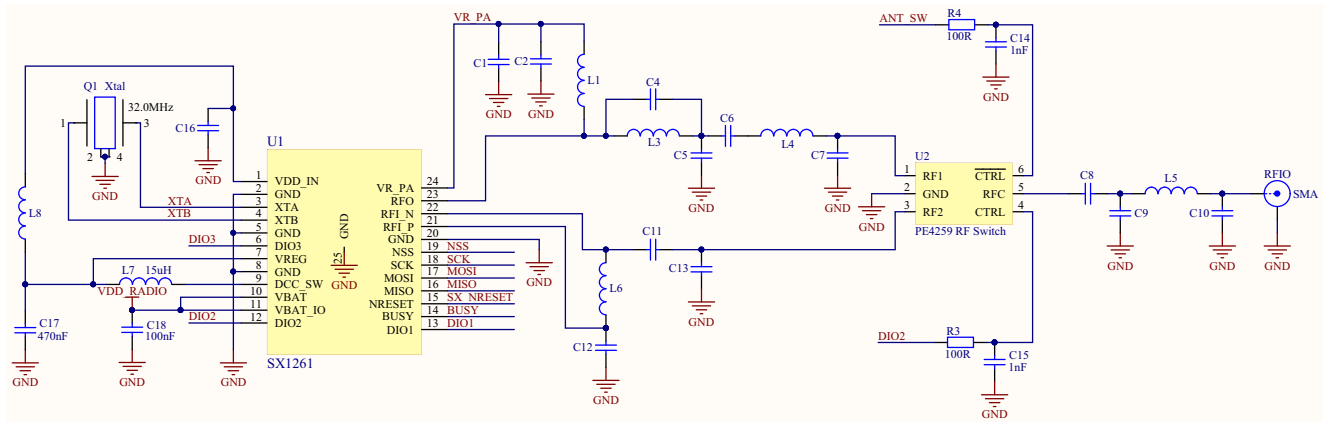 VR_PA
ANT_SW
R4
100R
C14
1nF
GND
C1
C2
GND
GND
L1
C4
L3
C6
L4
C5
GND
C7
GND
Q1 Xtal
32.0MHz
1
3
2
4
GND
C16
GND
L8
XTA
XTB
DIO3
L7 15uH
VDD_RADIO
DIO2
C17
470nF
GND
C18
100nF
GND
GND
U1
1 VDD_IN
2 GND
3 XTA
4 XTB
5 GND
6 DIO3
7 VREG
8 GND
9 DCC_SW
10 VBAT
11 VBAT_IO
12 DIO2
GND
25
GND
VR_PA 24
RFO 23
RFI_N 22
RFI_P 21
GND 20
NSS 19 NSS
SCK 18 SCK
MOSI 17 MOSI
MISO 16 MISO
NRESET 15 SX_NRESET
BUSY 14 BUSY
DIO1 13 DIO1
SX1261
GND
C11
L6
C12
GND
C13
GND
U2
1 RF1
2 GND
3 RF2
CTRL 6
RFC 5
CTRL 4
PE4259 RF Switch
GND
C8
L5
C9
GND
C10
GND
RFIO
SMA
GND
DIO2
R3
100R
C15
1nF
GND